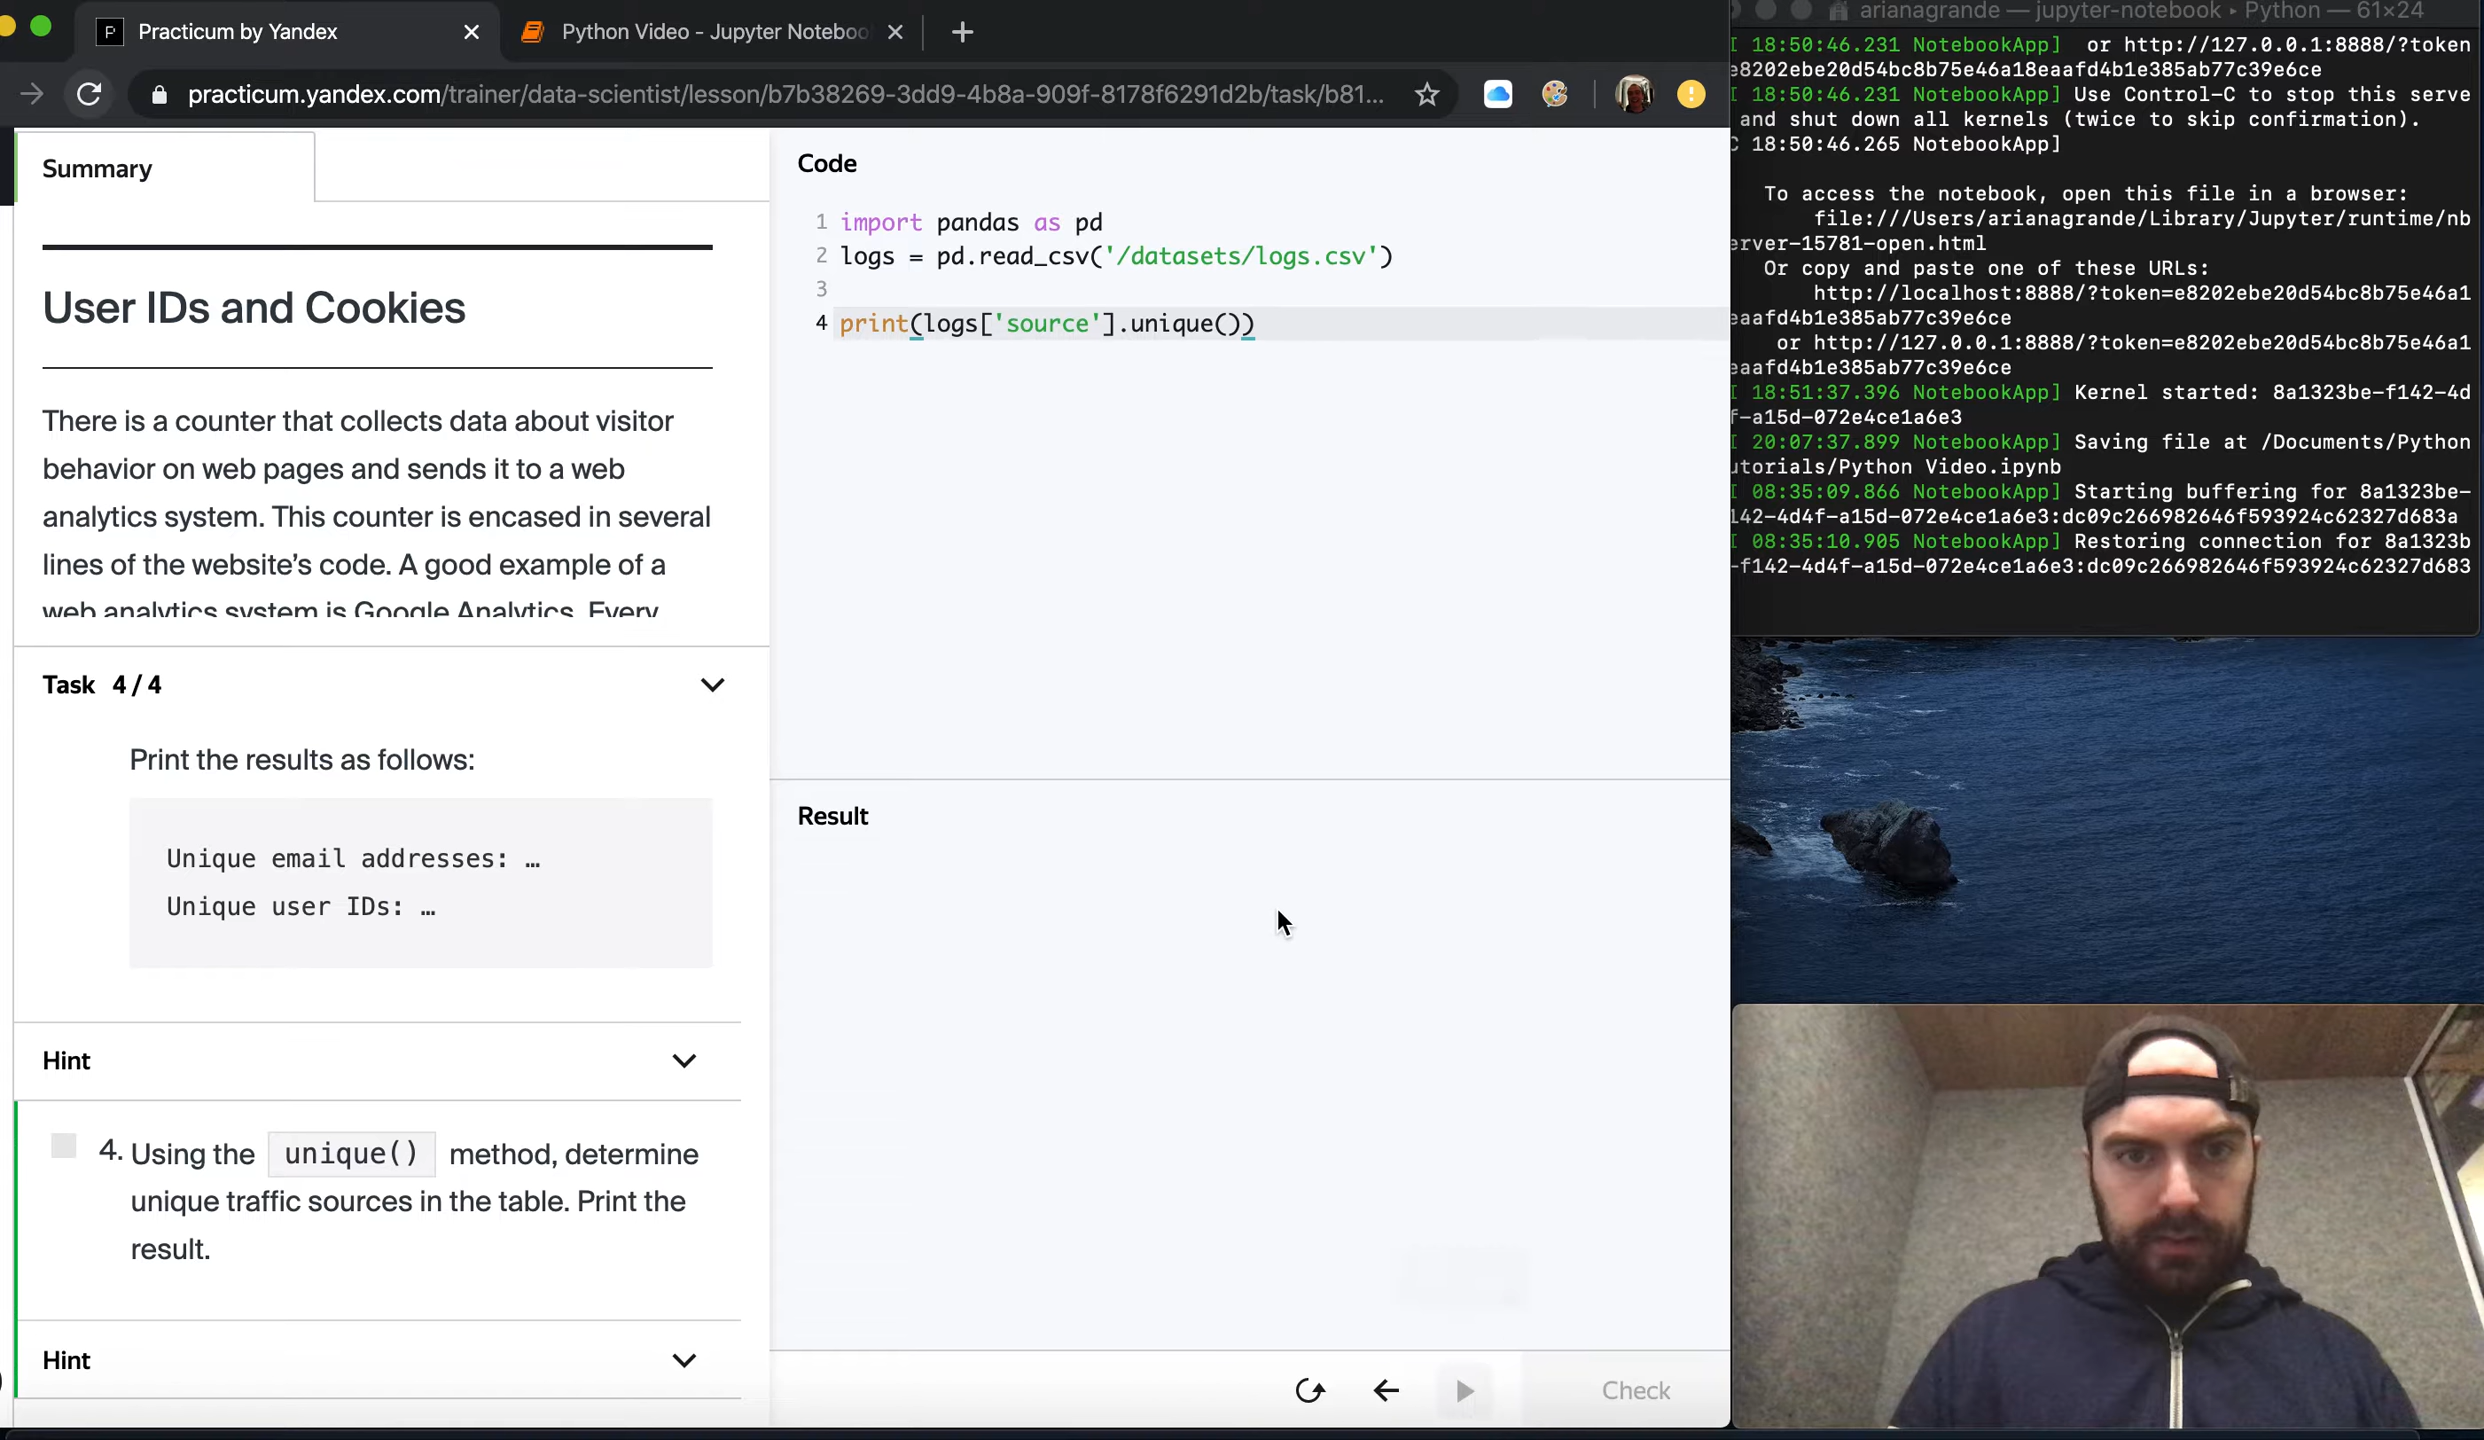 Practicum by Yandex
Python Video - Jupyter Noteboo
practicum.yandex.com/trainer/data-scientist/lesson/b7b38269-3dd9-4b8a-909f-8178f6291d2b/task/b81...
Summary
User IDs and Cookies
There is a counter that collects data about visitor
behavior on web pages and sends it to a web
analytics system. This counter is encased in several
lines of the website's code. A good example of a
web analytics system is Google Analytics. Every
Task 4 / 4
Print the results as follows:
Unique email addresses: …
Unique user IDs: …
Hint
4. Using the unique() method, determine
unique traffic sources in the table. Print the
result.
Hint
Code
1 import pandas as pd
2 logs = pd.read_csv('/datasets/logs.csv')
3
4 print(logs['source'].unique())
Result
Check
arianagrande — jupyter-notebook ▸ Python — 61×24
I 18:50:46.231 NotebookApp] or http://127.0.0.1:8888/?token
e8202ebe20d54bc8b75e46a18eaafd4b1e385ab77c39e6ce
I 18:50:46.231 NotebookApp] Use Control-C to stop this serve
and shut down all kernels (twice to skip confirmation).
C 18:50:46.265 NotebookApp]
To access the notebook, open this file in a browser:
file:///Users/arianagrande/Library/Jupyter/runtime/nb
erver-15781-open.html
Or copy and paste one of these URLs:
http://localhost:8888/?token=e8202ebe20d54bc8b75e46a1
eaafd4b1e385ab77c39e6ce
or http://127.0.0.1:8888/?token=e8202ebe20d54bc8b75e46a1
eaafd4b1e385ab77c39e6ce
I 18:51:37.396 NotebookApp] Kernel started: 8a1323be-f142-4d
f-a15d-072e4ce1a6e3
I 20:07:37.899 NotebookApp] Saving file at /Documents/Python
utorials/Python Video.ipynb
I 08:35:09.866 NotebookApp] Starting buffering for 8a1323be-
142-4d4f-a15d-072e4ce1a6e3:dc09c266982646f593924c62327d683a
I 08:35:10.905 NotebookApp] Restoring connection for 8a1323b
-f142-4d4f-a15d-072e4ce1a6e3:dc09c266982646f593924c62327d683